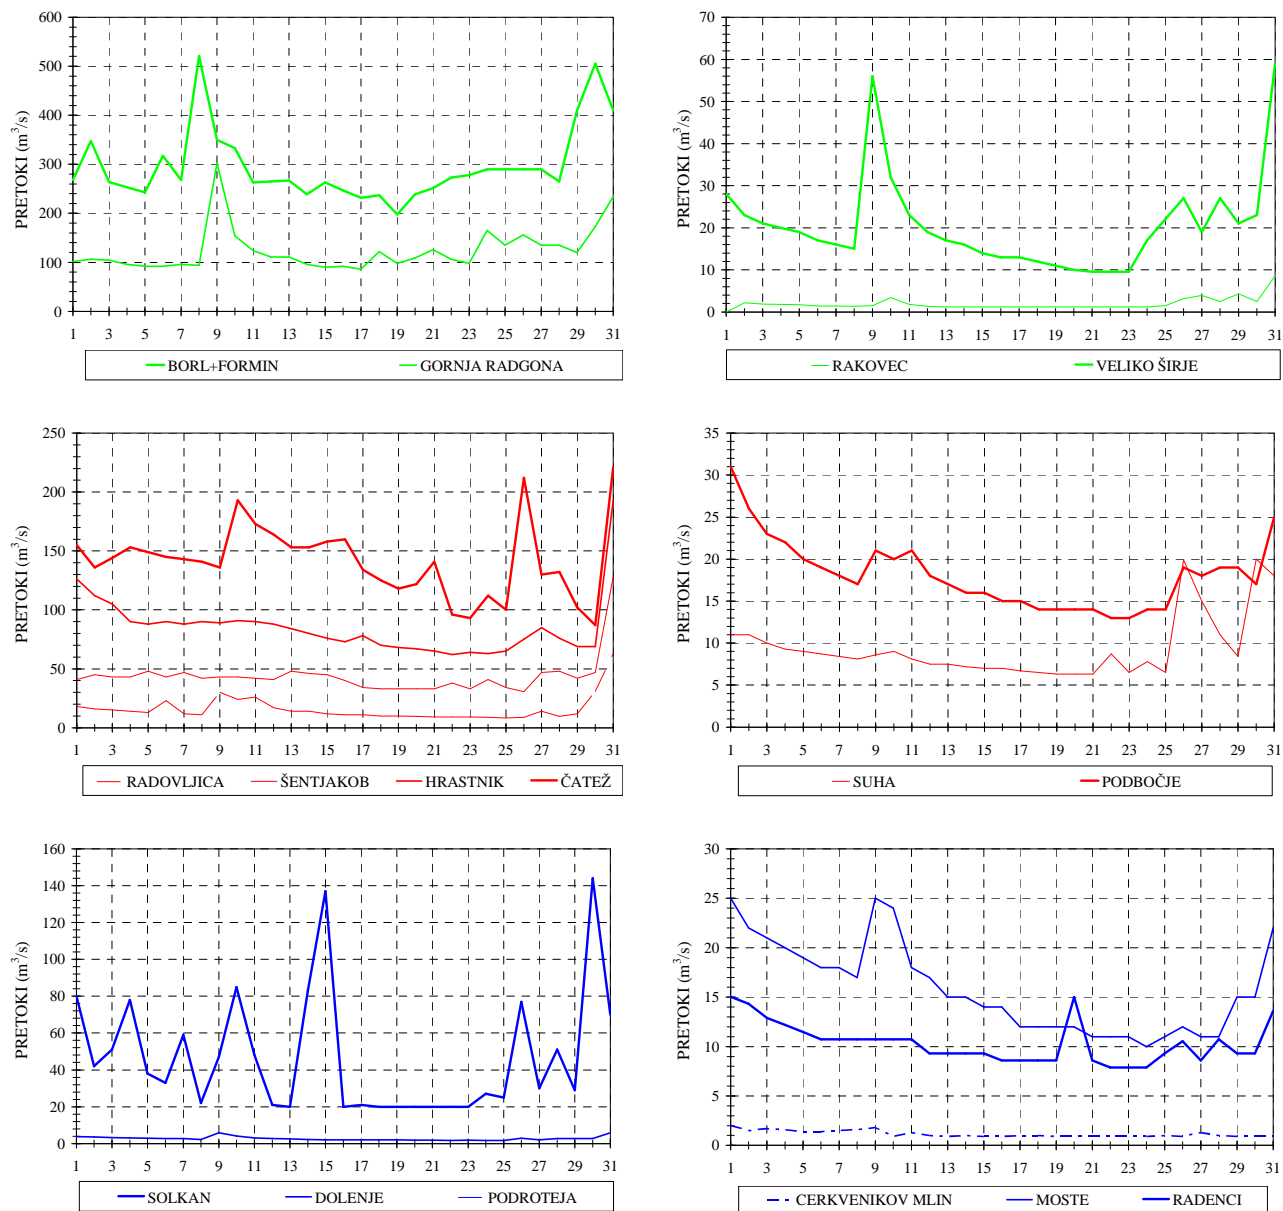 PRETOKI (m³/s)
600
500
400
300
200
100
0
1 3 5 7 9 11 13 15 17 19 21 23 25 27 29 31
BORL+FORMIN GORNJA RADGONA
PRETOKI (m³/s)
70
60
50
40
30
20
10
0
1 3 5 7 9 11 13 15 17 19 21 23 25 27 29 31
RAKOVEC VELIKO ŠIRJE
PRETOKI (m³/s)
250
200
150
100
50
0
1 3 5 7 9 11 13 15 17 19 21 23 25 27 29 31
RADOVLJICA ŠENTJAKOB HRASTNIK ČATEŽ
PRETOKI (m³/s)
35
30
25
20
15
10
5
0
1 3 5 7 9 11 13 15 17 19 21 23 25 27 29 31
SUHA PODBOČJE
PRETOKI (m³/s)
160
140
120
100
80
60
40
20
0
1 3 5 7 9 11 13 15 17 19 21 23 25 27 29 31
SOLKAN DOLENJE PODROTEJA
PRETOKI (m³/s)
30
25
20
15
10
5
0
1 3 5 7 9 11 13 15 17 19 21 23 25 27 29 31
CERKVENIKOV MLIN MOSTE RADENCI